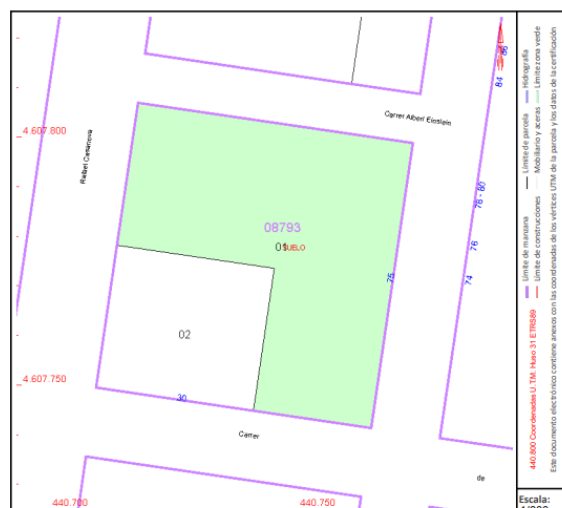 Carrer Albert Einstein
86
84
4.607.800
Rafael Casanova
78 - 80
08793
01
SUELO
76
75
74
02
4.607.750
30
Carrer
de
440.700
440.750
Límite de manzana
Límite de parcela
Hidrografía
Límite de construcciones
Mobiliario y aceras
Límite zona verde
440.800 Coordenadas U.T.M. Huso 31 ETRS89
Este documento electrónico contiene anexos con las coordenadas de los vérices UTM de la parcela y los datos de la certificación
Escala: